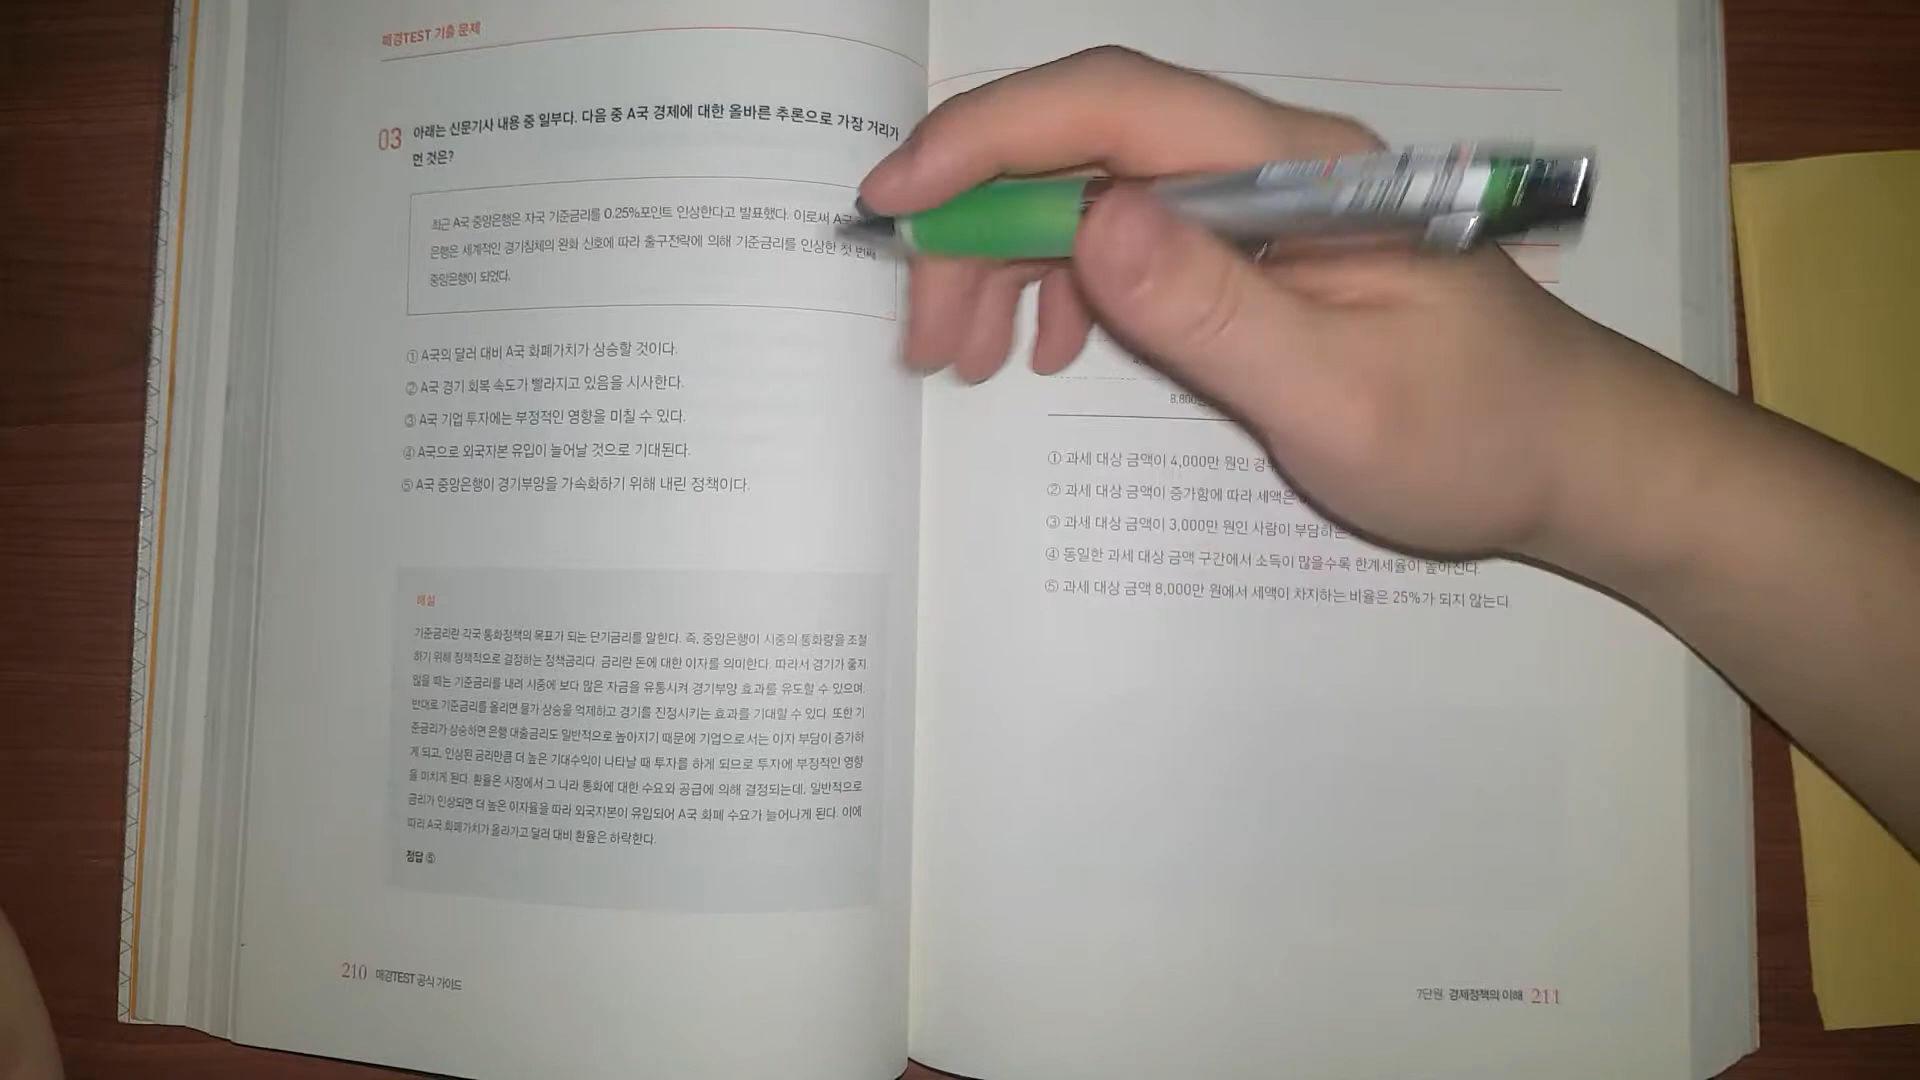 매경TEST 기출 문제
03 아래는 신문기사 내용 중 일부다. 다음 중 A국 경제에 대한 올바른 추론으로 가장 거리가
먼 것은?
최근 A국 중앙은행은 자국 기준금리를 0.25%포인트 인상한다고 발표했다. 이로써 A국
은행은 세계적인 경기침체의 완화 신호에 따라 출구전략에 의해 기준금리를 인상한 첫 번째
중앙은행이 되었다.
① A국의 달러 대비 A국 화폐가치가 상승할 것이다.
② A국 경기 회복 속도가 빨라지고 있음을 시사한다.
③ A국 기업 투자에는 부정적인 영향을 미칠 수 있다.
④ A국으로 외국자본 유입이 늘어날 것으로 기대된다.
⑤ A국 중앙은행이 경기부양을 가속화하기 위해 내린 정책이다.
해설
기준금리란 각국 통화정책의 목표가 되는 단기금리를 말한다. 즉, 중앙은행이 시중의 통화량을 조절
하기 위해 정책적으로 결정하는 정책금리다. 금리란 돈에 대한 이자를 의미한다. 따라서 경기가 좋지
않을 때는 기준금리를 내려 시중에 보다 많은 자금을 유통시켜 경기부양 효과를 유도할 수 있으며,
반대로 기준금리를 올리면 물가 상승을 억제하고 경기를 진정시키는 효과를 기대할 수 있다. 또한 기
준금리가 상승하면 은행 대출금리도 일반적으로 높아지기 때문에 기업으로서는 이자 부담이 증가하
게 되고, 인상된 금리만큼 더 높은 기대수익이 나타날 때 투자를 하게 되므로 투자에 부정적인 영향
을 미치게 된다. 환율은 시장에서 그 나라 통화에 대한 수요와 공급에 의해 결정되는데, 일반적으로
금리가 인상되면 더 높은 이자율을 따라 외국자본이 유입되어 A국 화폐 수요가 늘어나게 된다. 이에
따라 A국 화폐가치가 올라가고 달러 대비 환율은 하락한다.
정답 ⑤
210 매경TEST 공식 가이드
① 과세 대상 금액이 4,000만 원인
② 과세 대상 금액이 증가함에 따라 세액은
③ 과세 대상 금액이 3,000만 원인 사람이
④ 동일한 과세 대상 금액 구간에서 소득이 많을수록 한계세율이 높아진다.
⑤ 과세 대상 금액 8,000만 원에서 세액이 차지하는 비율은 25%가 되지 않는다.
7단원 경제정책의 이해 211